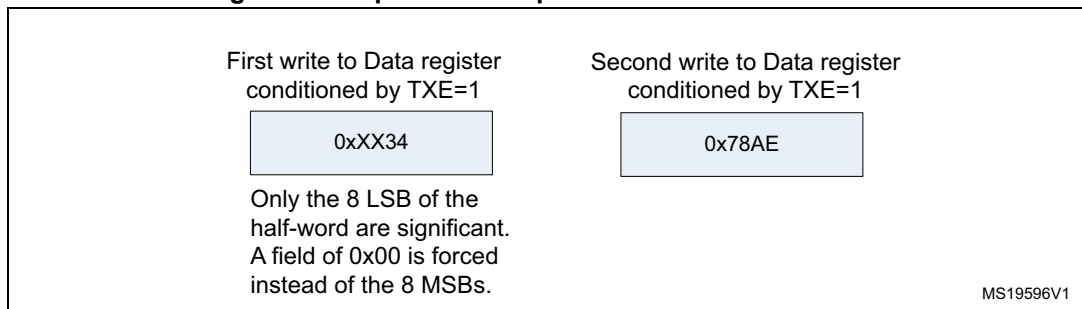 First write to Data register
conditioned by TXE=1
0xXX34
Only the 8 LSB of the
half-word are significant.
A field of 0x00 is forced
instead of the 8 MSBs.
Second write to Data register
conditioned by TXE=1
0x78AE
MS19596V1